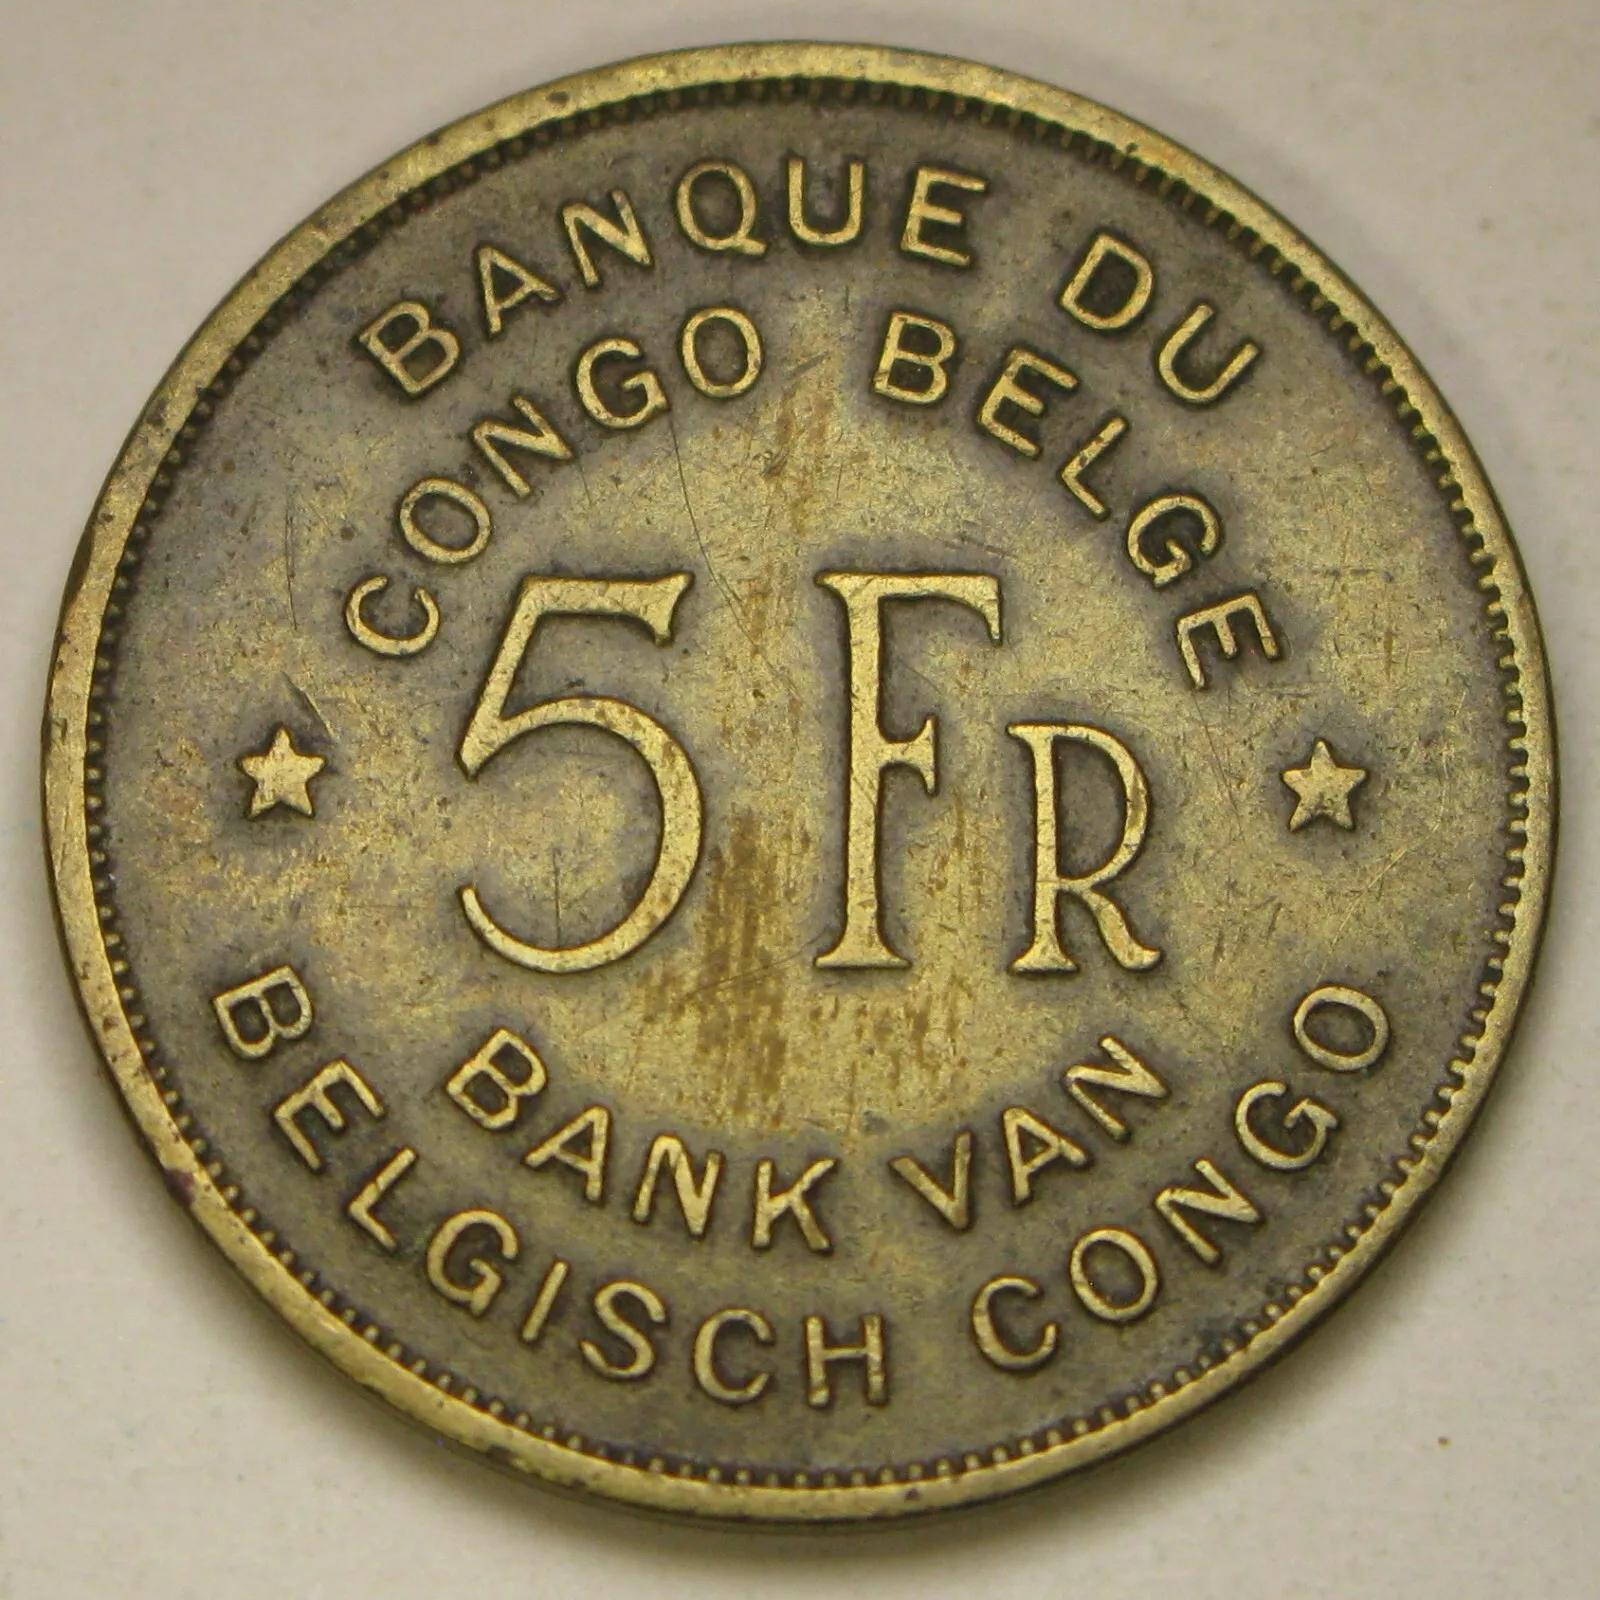 BANQUE DU
CONGO BELGE
5 FR
BANK VAN
BELGISCH CONGO